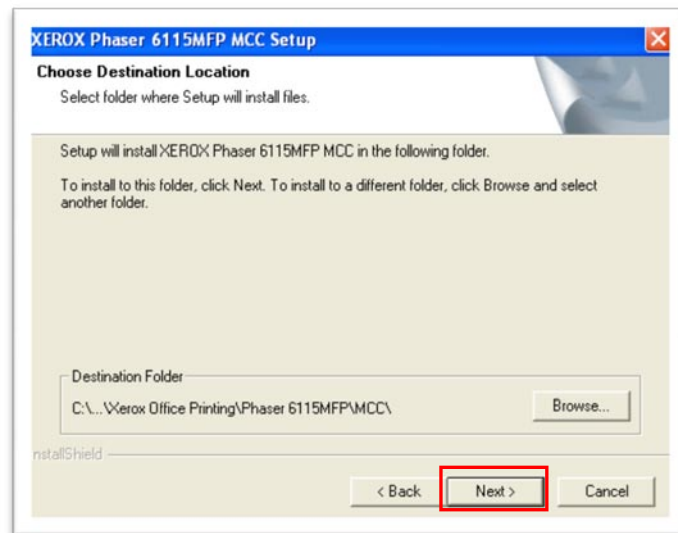 XEROX Phaser 6115MFP MCC Setup
Choose Destination Location
Select folder where Setup will install files.
Setup will install XEROX Phaser 6115MFP MCC in the following folder.
To install to this folder, click Next. To install to a different folder, click Browse and select
another folder.
Destination Folder
C:\...\Xerox Office Printing\Phaser 6115MFP\MCC\
Browse...
nstallShield
< Back
Next >
Cancel